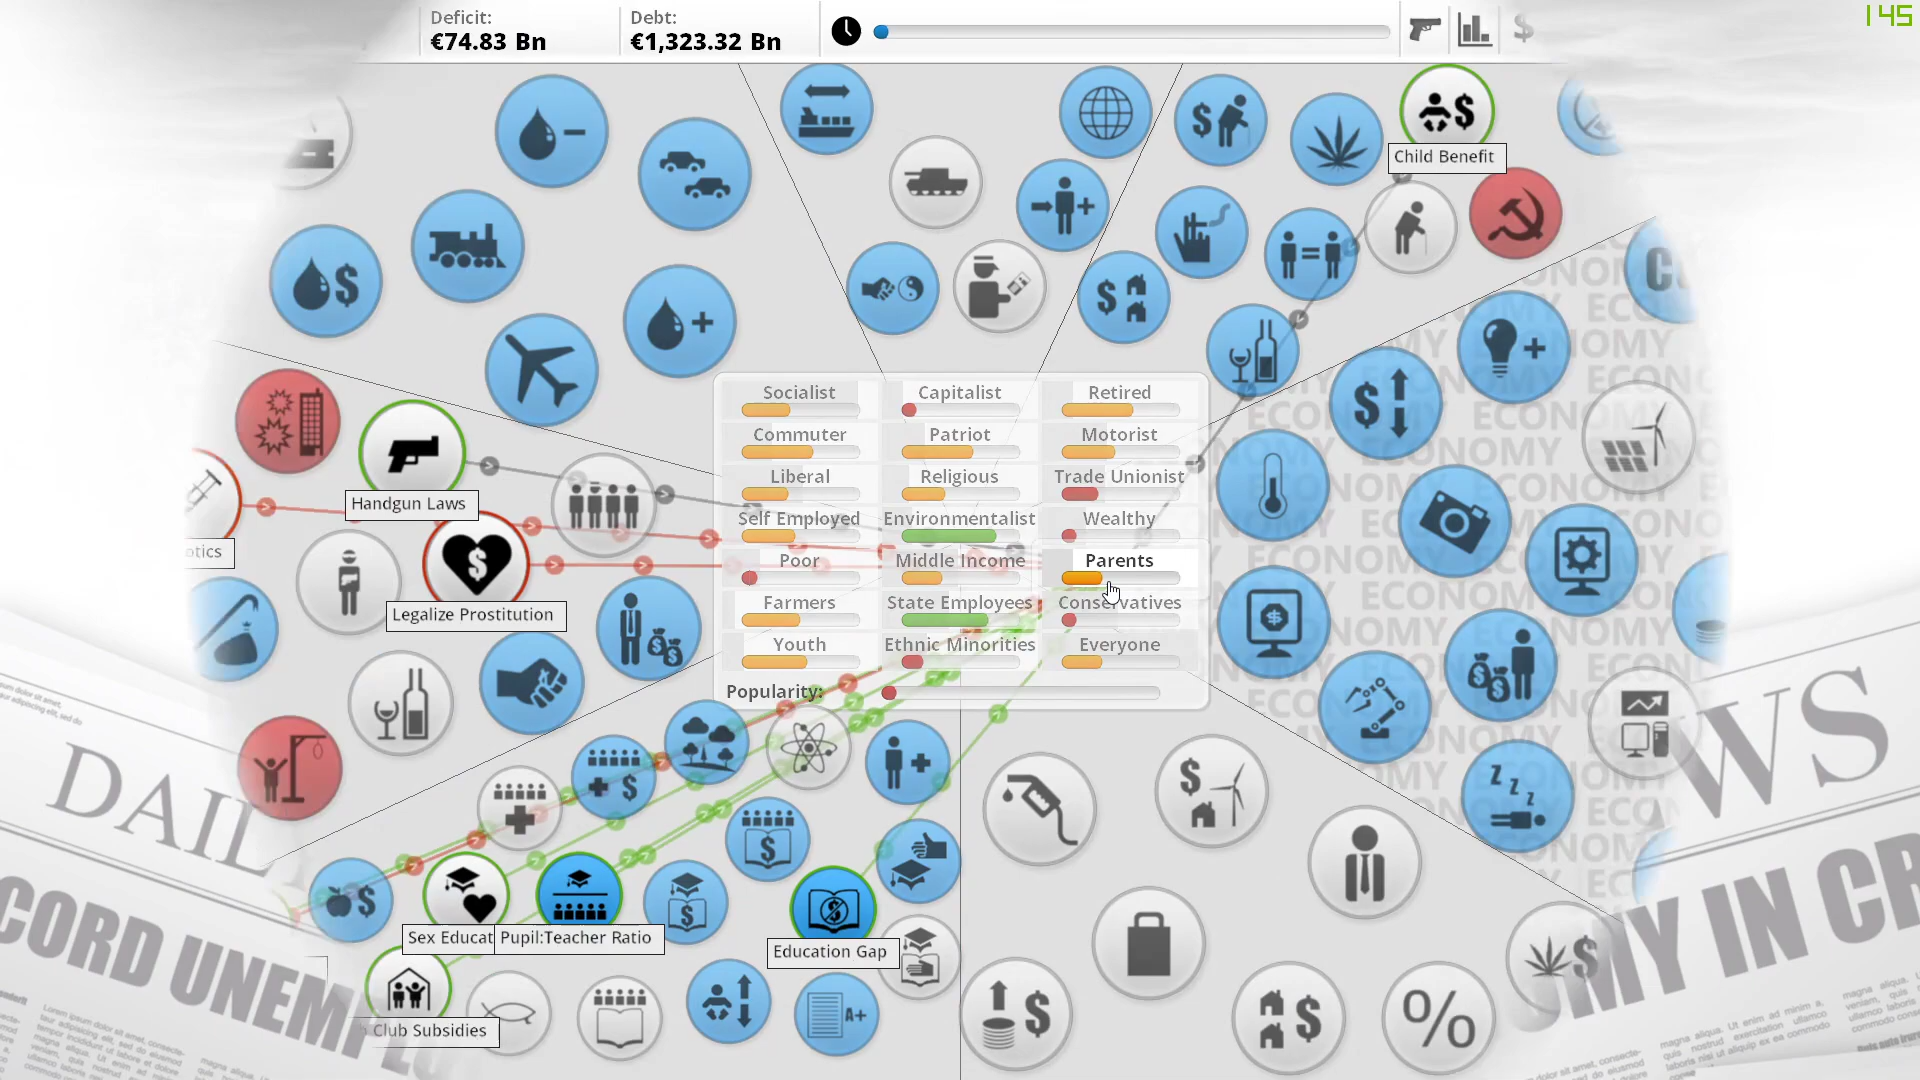 Deficit:
€74.83 Bn
Debt:
€1,323.32 Bn
145
Child Benefit
Handgun Laws
otics
Legalize Prostitution
Socialist
Capitalist
Retired
Commuter
Patriot
Motorist
Liberal
Religious
Trade Unionist
Self Employed
Environmentalist
Wealthy
Poor
Middle Income
Parents
Farmers
State Employees
Conservatives
Youth
Ethnic Minorities
Everyone
Popularity:
Sex Educat
Pupil:Teacher Ratio
Education Gap
Club Subsidies
ECONOMY
DAIL
CORD UNEMPLO
WS
MY IN CR
A+